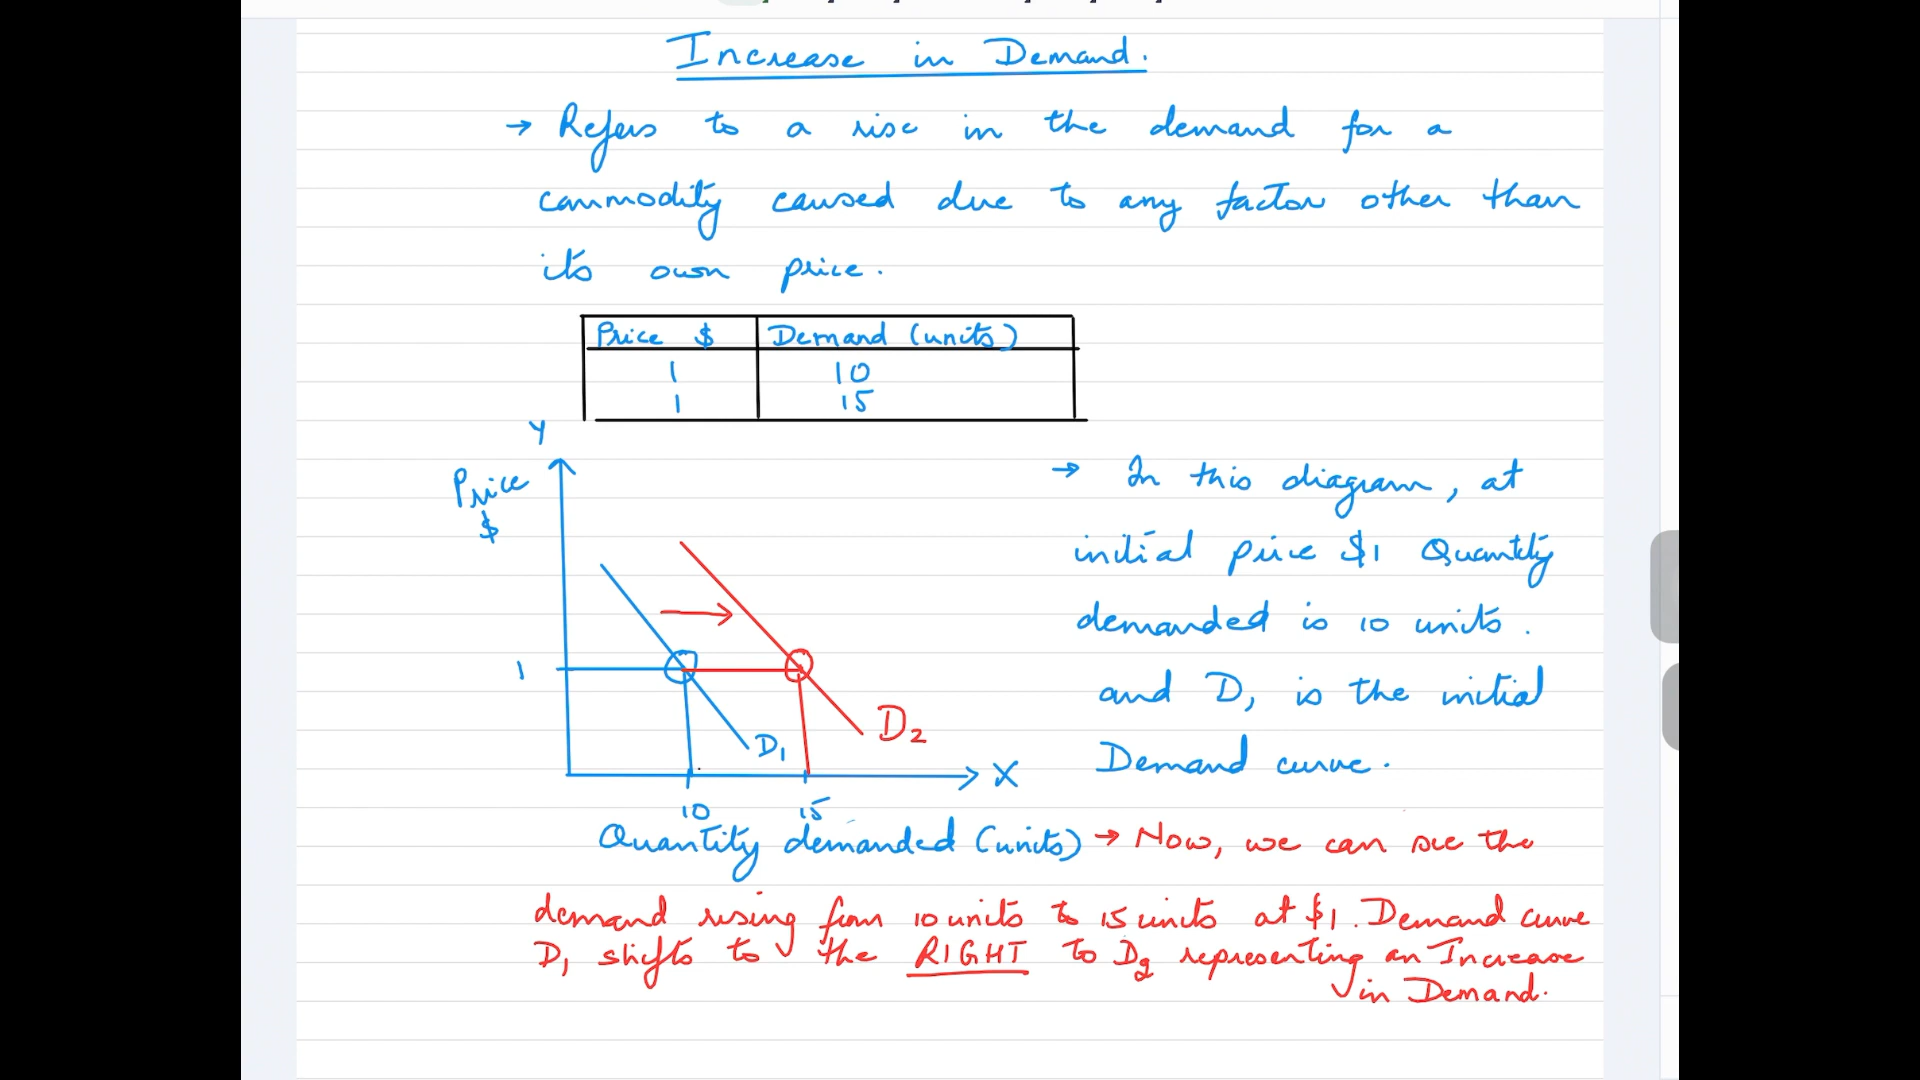 Increase in Demand.
→ Refers to a rise in the demand for a
commodity caused due to any factor other than
its own price.
Price $ Demand (units)
1 10
1 15
Y
Price
$
1
D1
D2
X
10 15
Quantity demanded (units)
→ In this diagram, at
initial price $1 Quantity
demanded is 10 units.
and D1 is the initial
Demand curve.
→ Now, we can see the
demand rising from 10 units to 15 units at $1. Demand curve
D1 shifts to the RIGHT to D2 representing an Increase
in Demand.